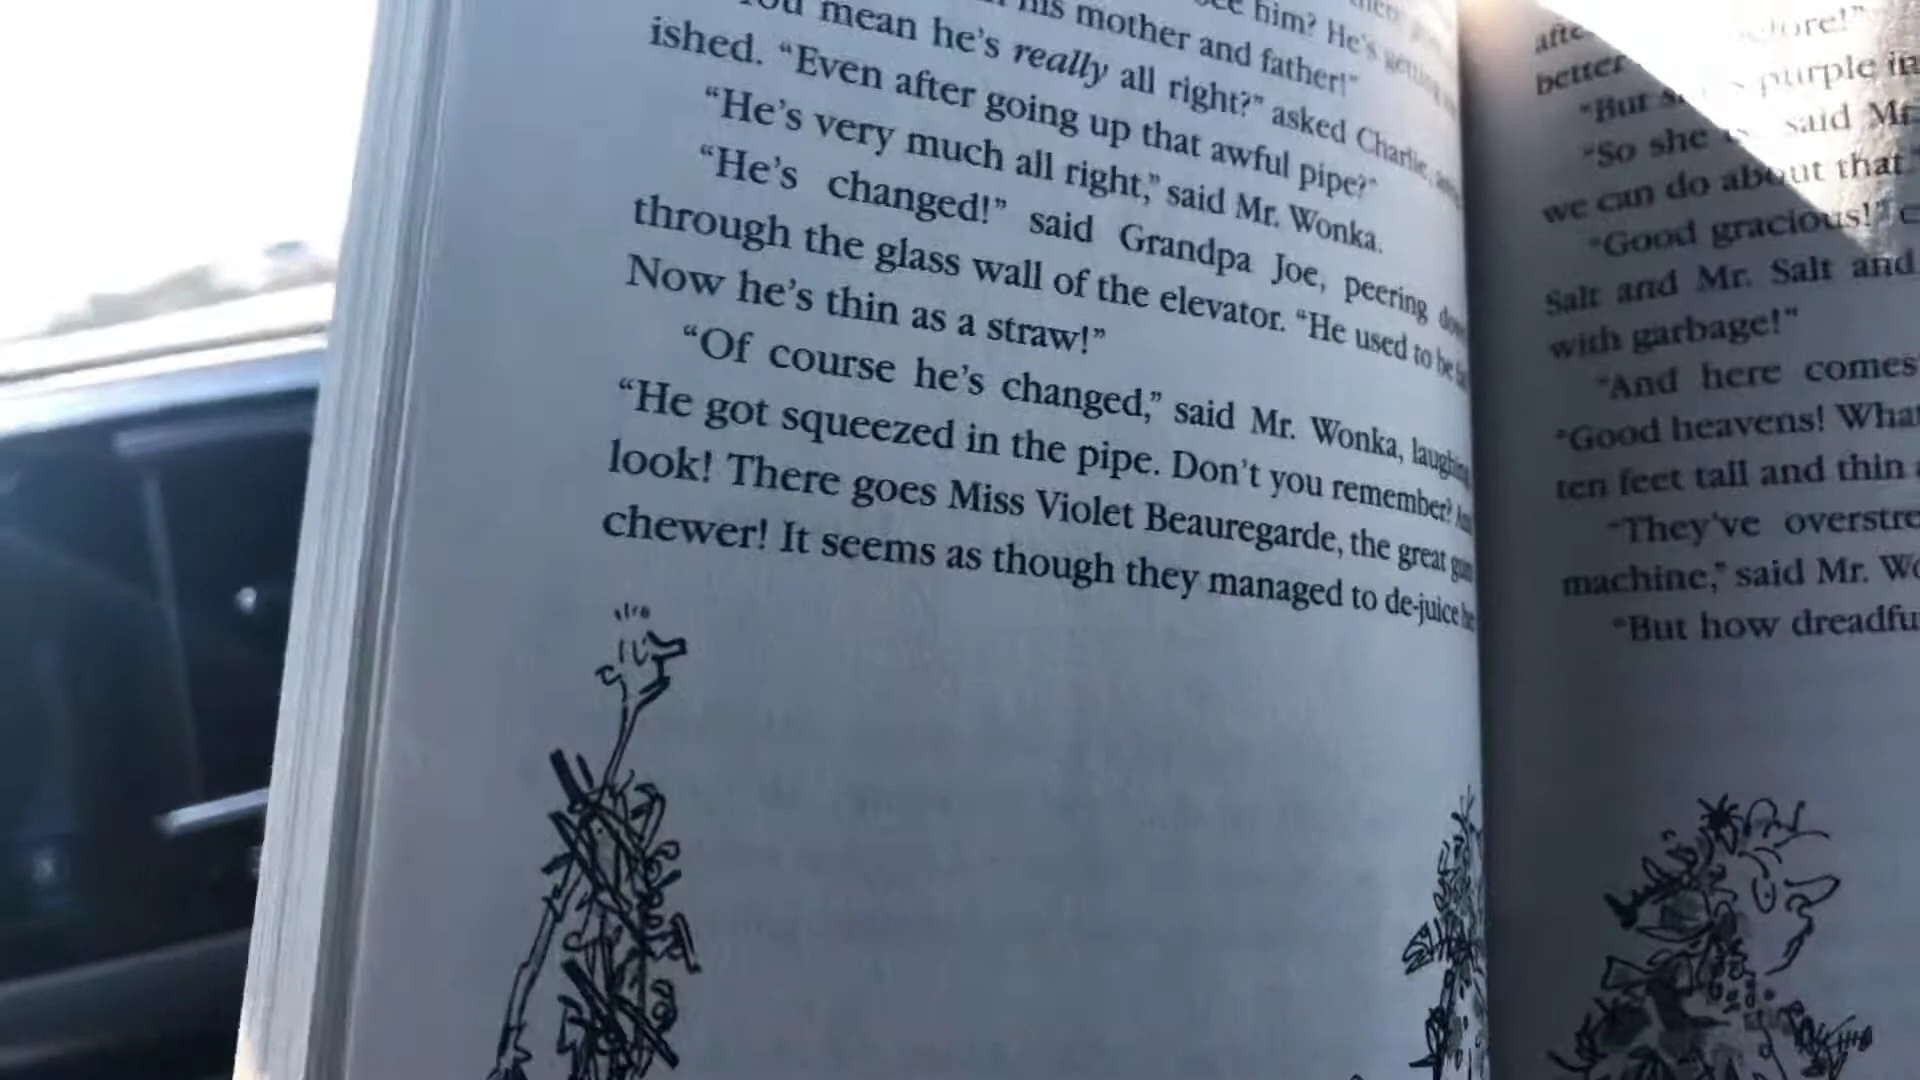 him? He's getting
his mother and father!"
mean he's really all right?" asked Charlie,
ished. "Even after going up that awful pipe?"
"He's very much all right," said Mr. Wonka.
"He's changed!" said Grandpa Joe, peering
through the glass wall of the elevator. "He used to be
Now he's thin as a straw!"
"Of course he's changed," said Mr. Wonka, laughing
"He got squeezed in the pipe. Don't you remember?
look! There goes Miss Violet Beauregarde, the great
chewer! It seems as though they managed to de-juice
better
"But purple in
"So she said Mr.
we can do about that."
"Good gracious!"
Salt and Mr. Salt and
with garbage!"
"And here comes
"Good heavens! What
ten feet tall and thin
"They've overstre
machine," said Mr. Wo
"But how dreadfu